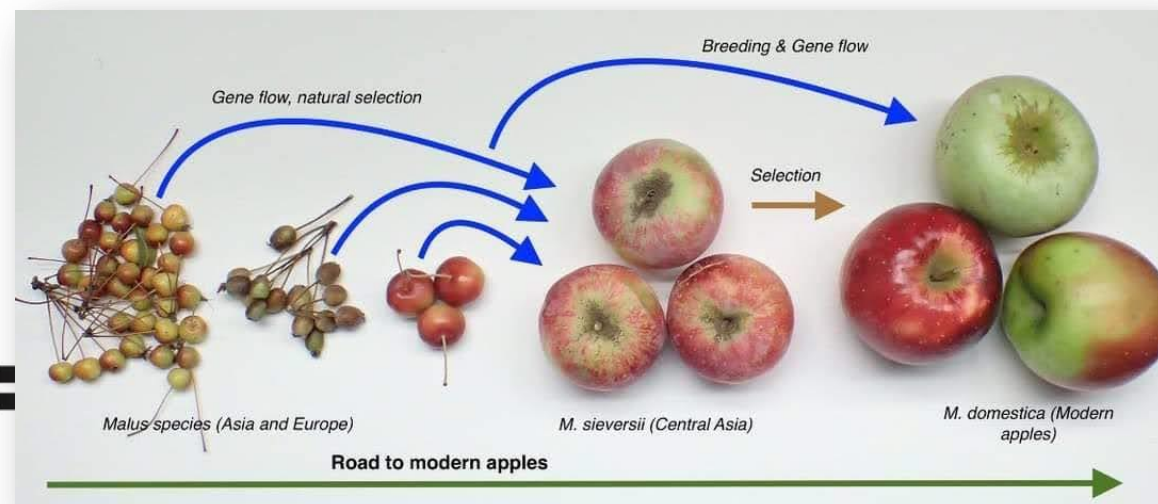 Breeding & Gene flow
Gene flow, natural selection
Selection
Malus species (Asia and Europe)
M. sieversii (Central Asia)
M. domestica (Modern
apples)
Road to modern apples